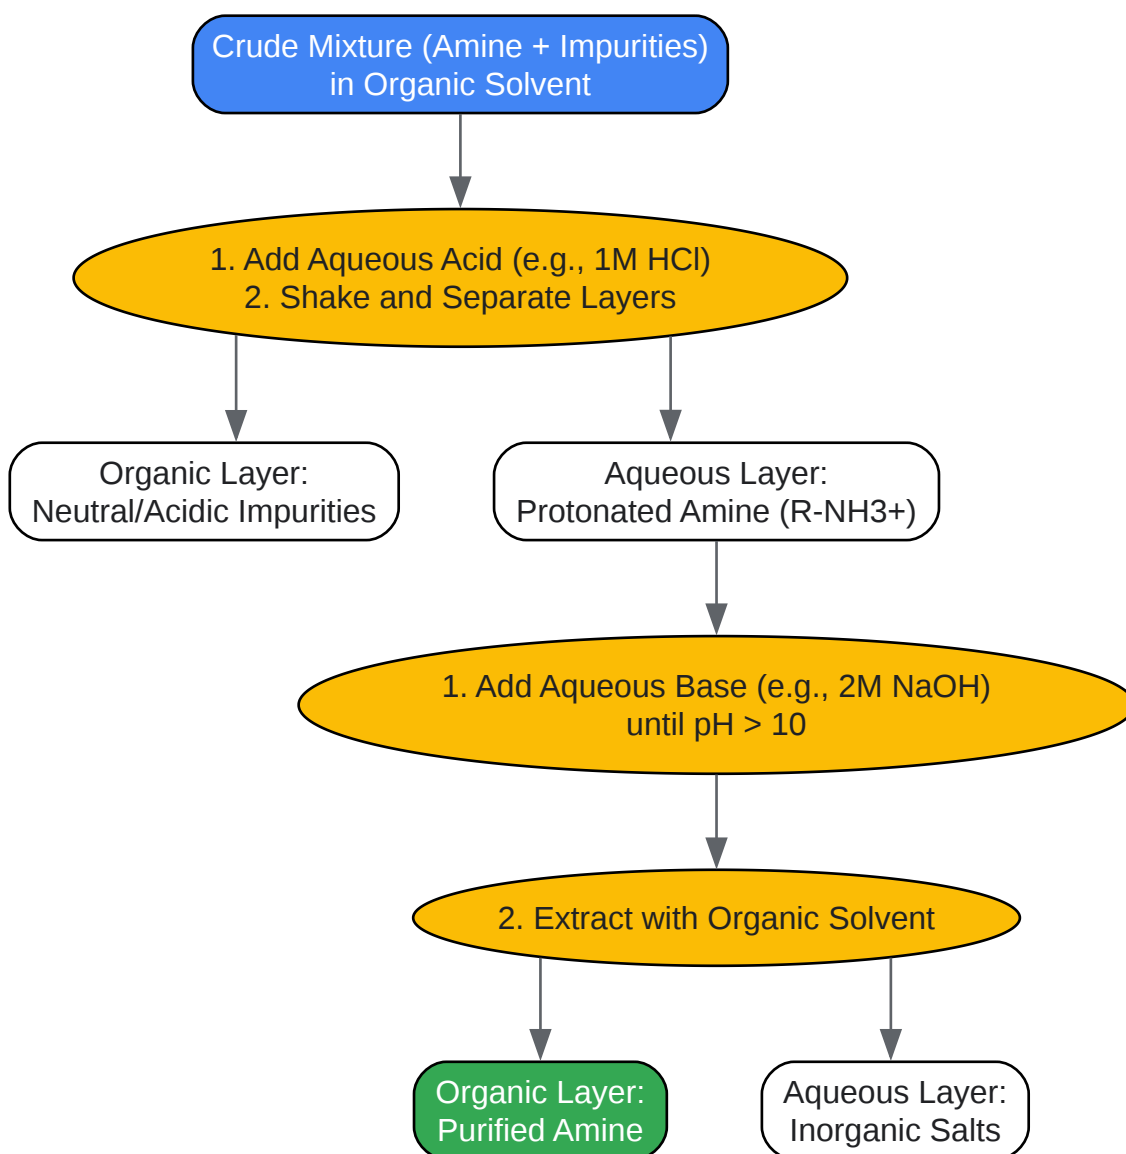 Crude Mixture (Amine + Impurities)
in Organic Solvent
1. Add Aqueous Acid (e.g., 1M HCl)
2. Shake and Separate Layers
Organic Layer:
Neutral/Acidic Impurities
Aqueous Layer:
Protonated Amine (R-NH3+)
1. Add Aqueous Base (e.g., 2M NaOH)
until pH > 10
2. Extract with Organic Solvent
Organic Layer:
Purified Amine
Aqueous Layer:
Inorganic Salts